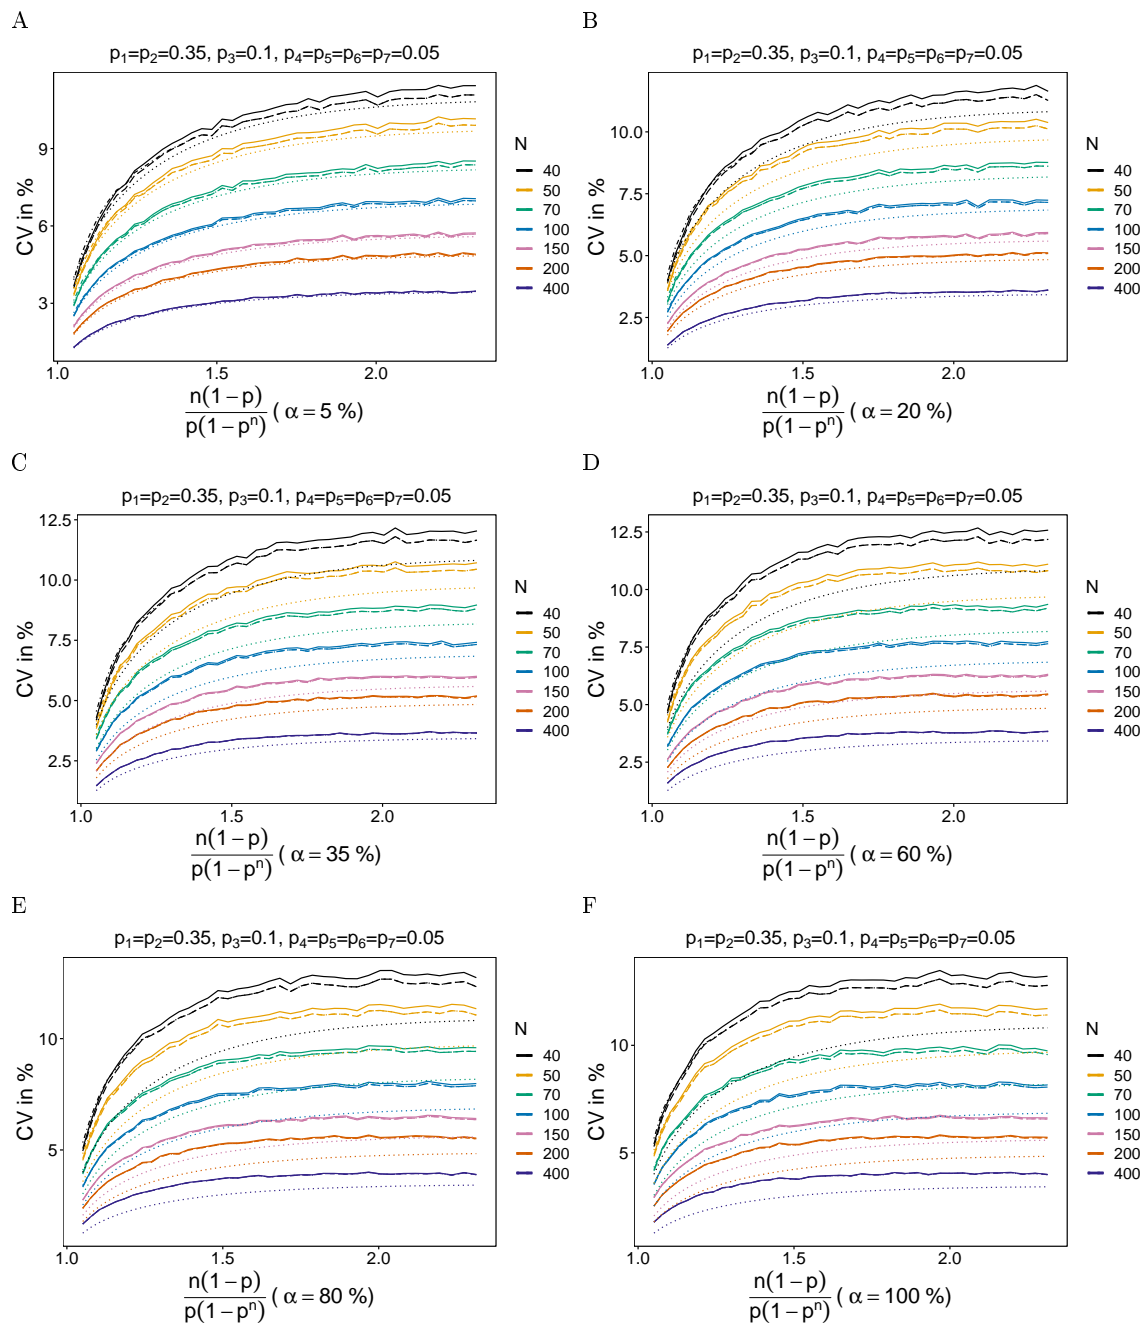 A
p1=p2=0.35, p3=0.1, p4=p5=p6=p7=0.05
CV in %
9
6
3
1.0 1.5 2.0
n(1−p)
p(1−pⁿ) ( α = 5 %)
N
40
50
70
100
150
200
400
B
p1=p2=0.35, p3=0.1, p4=p5=p6=p7=0.05
CV in %
10.0
7.5
5.0
2.5
1.0 1.5 2.0
n(1−p)
p(1−pⁿ) ( α = 20 %)
N
40
50
70
100
150
200
400
C
p1=p2=0.35, p3=0.1, p4=p5=p6=p7=0.05
CV in %
12.5
10.0
7.5
5.0
2.5
1.0 1.5 2.0
n(1−p)
p(1−pⁿ) ( α = 35 %)
N
40
50
70
100
150
200
400
D
p1=p2=0.35, p3=0.1, p4=p5=p6=p7=0.05
CV in %
12.5
10.0
7.5
5.0
2.5
1.0 1.5 2.0
n(1−p)
p(1−pⁿ) ( α = 60 %)
N
40
50
70
100
150
200
400
E
p1=p2=0.35, p3=0.1, p4=p5=p6=p7=0.05
CV in %
10
5
1.0 1.5 2.0
n(1−p)
p(1−pⁿ) ( α = 80 %)
N
40
50
70
100
150
200
400
F
p1=p2=0.35, p3=0.1, p4=p5=p6=p7=0.05
CV in %
10
5
1.0 1.5 2.0
n(1−p)
p(1−pⁿ) ( α = 100 %)
N
40
50
70
100
150
200
400